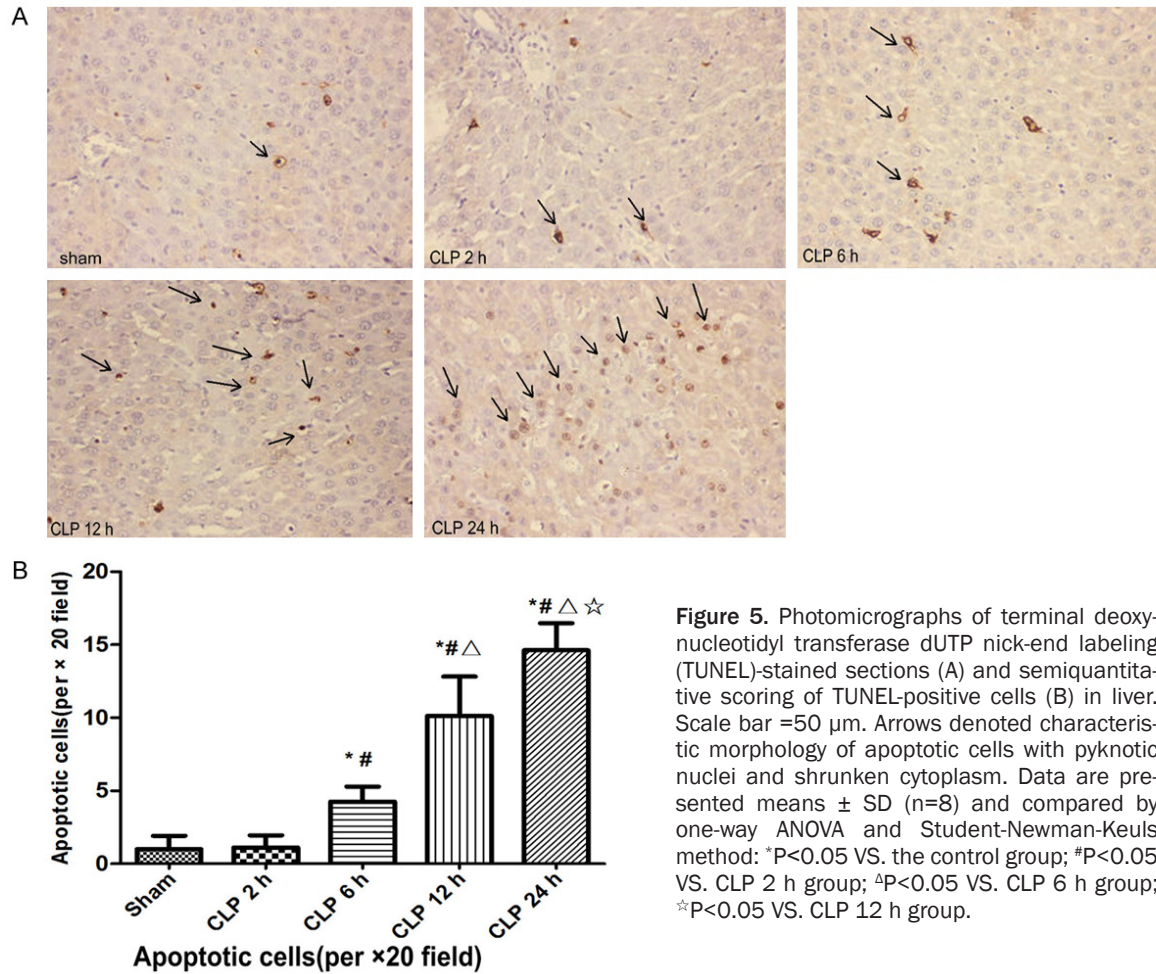 A
sham
CLP 2 h
CLP 6 h
CLP 12 h
CLP 24 h
B
Apoptotic cells(per × 20 field)
20
15
10
5
0
* #
*# △
*# △ ☆
Sham
CLP 2 h
CLP 6 h
CLP 12 h
CLP 24 h
Apoptotic cells(per ×20 field)
Figure 5. Photomicrographs of terminal deoxy-
nucleotidyl transferase dUTP nick-end labeling
(TUNEL)-stained sections (A) and semiquantita-
tive scoring of TUNEL-positive cells (B) in liver.
Scale bar =50 µm. Arrows denoted characteris-
tic morphology of apoptotic cells with pyknotic
nuclei and shrunken cytoplasm. Data are pre-
sented means ± SD (n=8) and compared by
one-way ANOVA and Student-Newman-Keuls
method: *P<0.05 VS. the control group; #P<0.05
VS. CLP 2 h group; ΔP<0.05 VS. CLP 6 h group;
☆P<0.05 VS. CLP 12 h group.